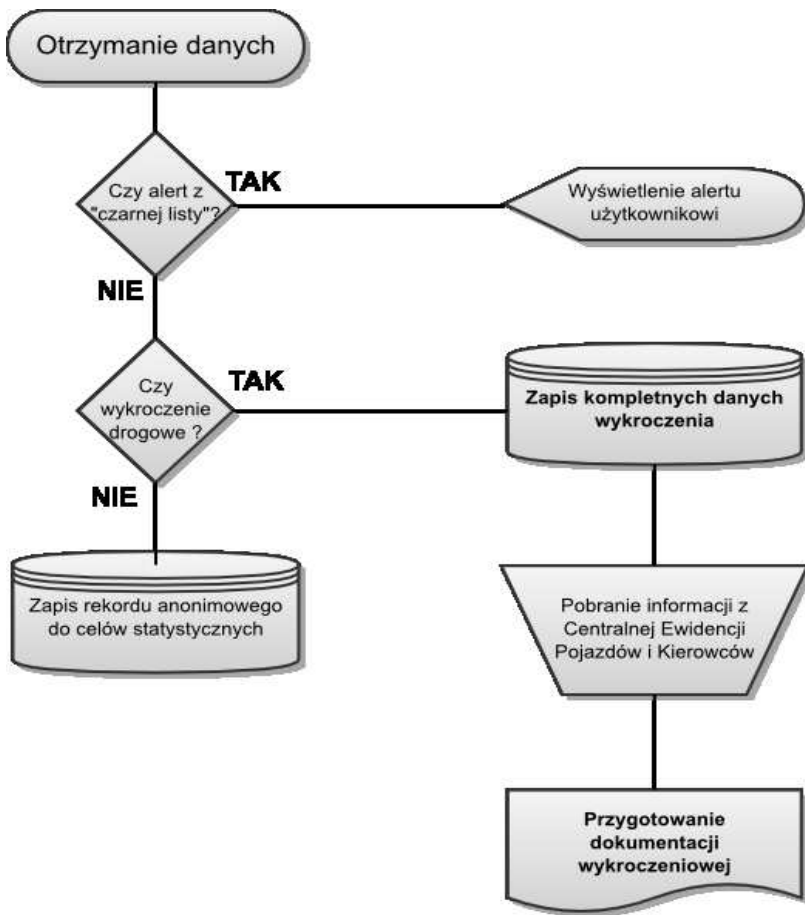 Otrzymanie danych
Czy alert z
"czarnej listy"?
TAK
Wyświetlenie alertu
użytkownikowi
NIE
Czy
wykroczenie
drogowe ?
TAK
Zapis kompletnych danych
wykroczenia
NIE
Zapis rekordu anonimowego
do celów statystycznych
Pobranie informacji z
Centralnej Ewidencji
Pojazdów i Kierowców
Przygotowanie
dokumentacji
wykroczeniowej